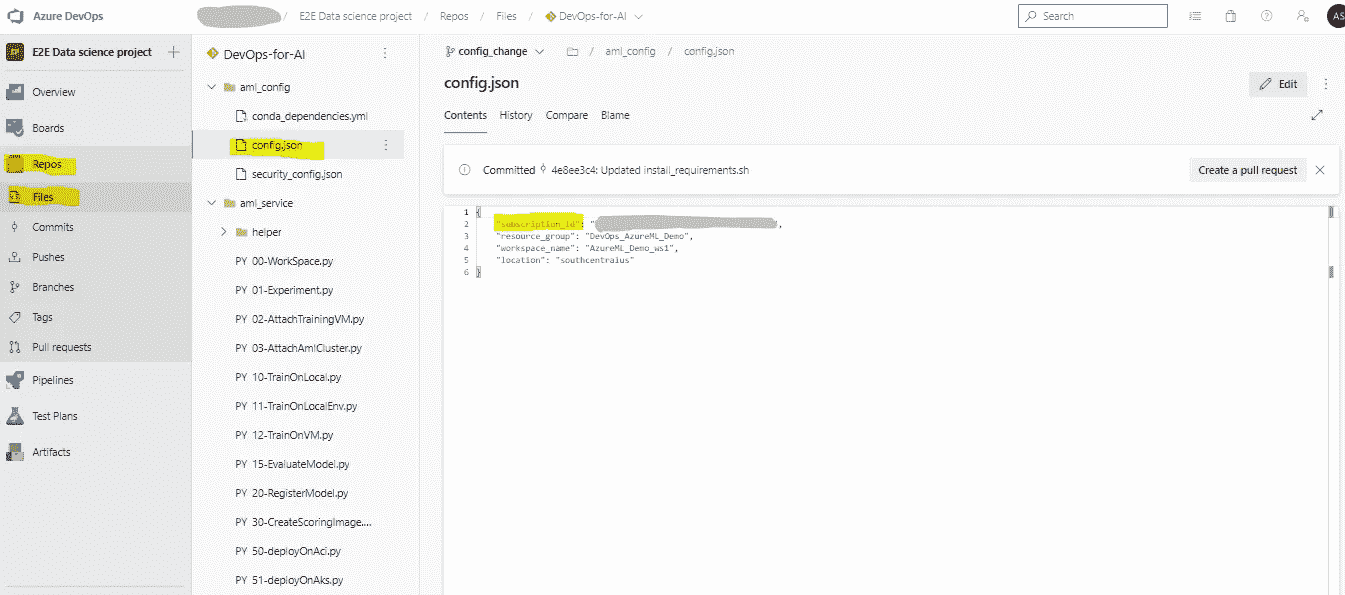 Azure DevOps
/ E2E Data science project / Repos / Files / DevOps-for-AI
Search
AS
E2E Data science project
Overview
Boards
Repos
Files
Commits
Pushes
Branches
Tags
Pull requests
Pipelines
Test Plans
Artifacts
DevOps-for-AI
aml_config
conda_dependencies.yml
config.json
security_config.json
aml_service
helper
PY 00-WorkSpace.py
PY 01-Experiment.py
PY 02-AttachTrainingVM.py
PY 03-AttachAmlCluster.py
PY 10-TrainOnLocal.py
PY 11-TrainOnLocalEnv.py
PY 12-TrainOnVM.py
PY 15-EvaluateModel.py
PY 20-RegisterModel.py
PY 30-CreateScoringImage....
PY 50-deployOnAci.py
PY 51-deployOnAks.py
config_change / aml_config / config.json
config.json
Edit
Contents History Compare Blame
Committed 4e8ee3c4: Updated install_requirements.sh
Create a pull request
1 {
2 "subscription_id": " ,
3 "resource_group": "DevOps_AzureML_Demo",
4 "workspace_name": "AzureML_Demo_ws1",
5 "location": "southcentralus"
6 }